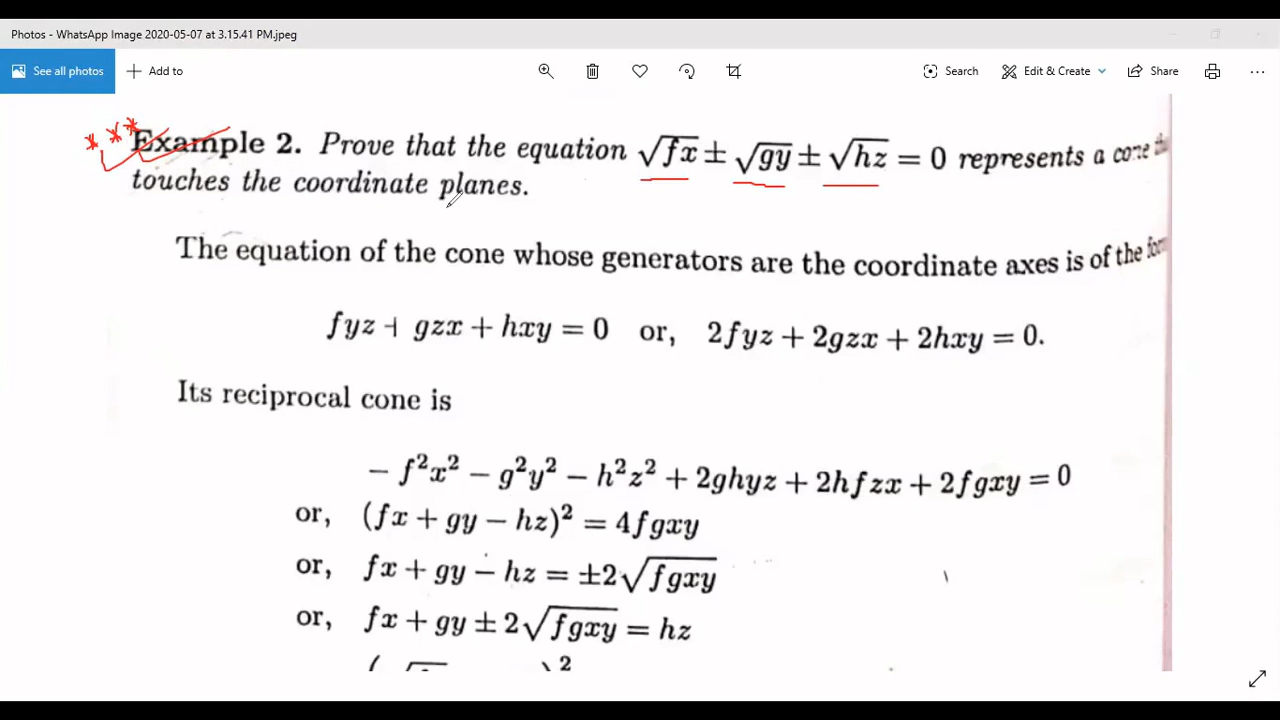 Photos - WhatsApp Image 2020-05-07 at 3.15.41 PM.jpeg
See all photos Add to Search Edit & Create Share
*** Example 2. Prove that the equation √fx ± √gy ± √hz = 0 represents a cone
touches the coordinate planes.
The equation of the cone whose generators are the coordinate axes is of the
fyz + gzx + hxy = 0 or, 2fyz + 2gzx + 2hxy = 0.
Its reciprocal cone is
− f²x² − g²y² − h²z² + 2ghyz + 2hfzx + 2fgxy = 0
or, (fx + gy − hz)² = 4fgxy
or, fx + gy − hz = ±2√fgxy
or, fx + gy ± 2√fgxy = hz